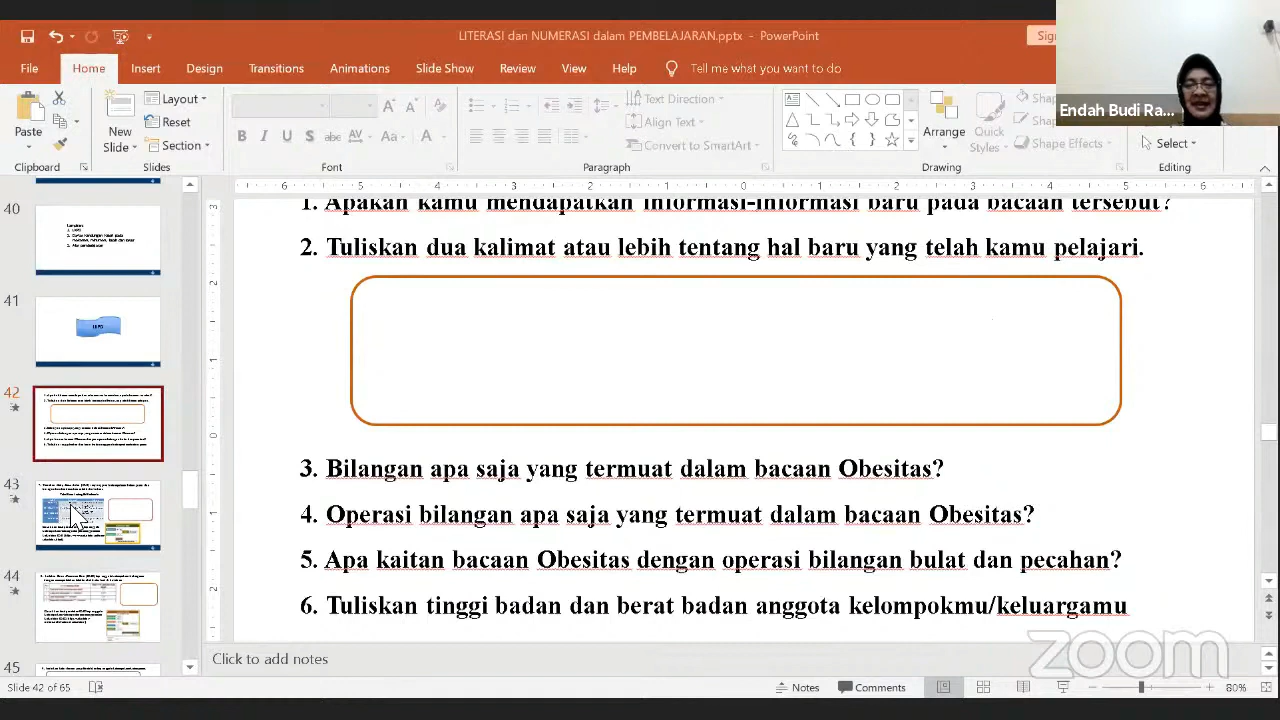 LITERASI dan NUMERASI dalam PEMBELAJARAN.pptx - PowerPoint
Sig
File Home Insert Design Transitions Animations Slide Show Review View Help Tell me what you want to do
Endah Budi Ra...
Paste
New
Slide
Layout
Reset
Section
Text Direction
Align Text
Convert to SmartArt
Arrange
Quick
Styles
Shape Effects
Select
Clipboard Slides Font Paragraph Drawing Editing
40
41
42
43
44
45
1. Apakah kamu mendapatkan informasi-informasi baru pada bacaan tersebut?
2. Tuliskan dua kalimat atau lebih tentang hal baru yang telah kamu pelajari.
3. Bilangan apa saja yang termuat dalam bacaan Obesitas?
4. Operasi bilangan apa saja yang termuat dalam bacaan Obesitas?
5. Apa kaitan bacaan Obesitas dengan operasi bilangan bulat dan pecahan?
6. Tuliskan tinggi badan dan berat badan anggota kelompokmu/keluargamu
Click to add notes
zoom
Slide 42 of 65 Notes Comments 80%